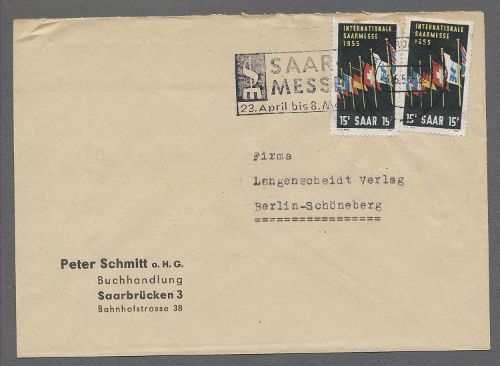 SAAR
MESSE
23. April bis 8. M
INTERNATIONALE
SAARMESSE
1955
15F SAAR 15F
INTERNATIONALE
SAARMESSE
1955
15F SAAR 15F
Firma
Langenscheidt Verlag
Berlin-Schöneberg
Peter Schmitt o. H. G.
Buchhandlung
Saarbrücken 3
Bahnhofstrasse 38